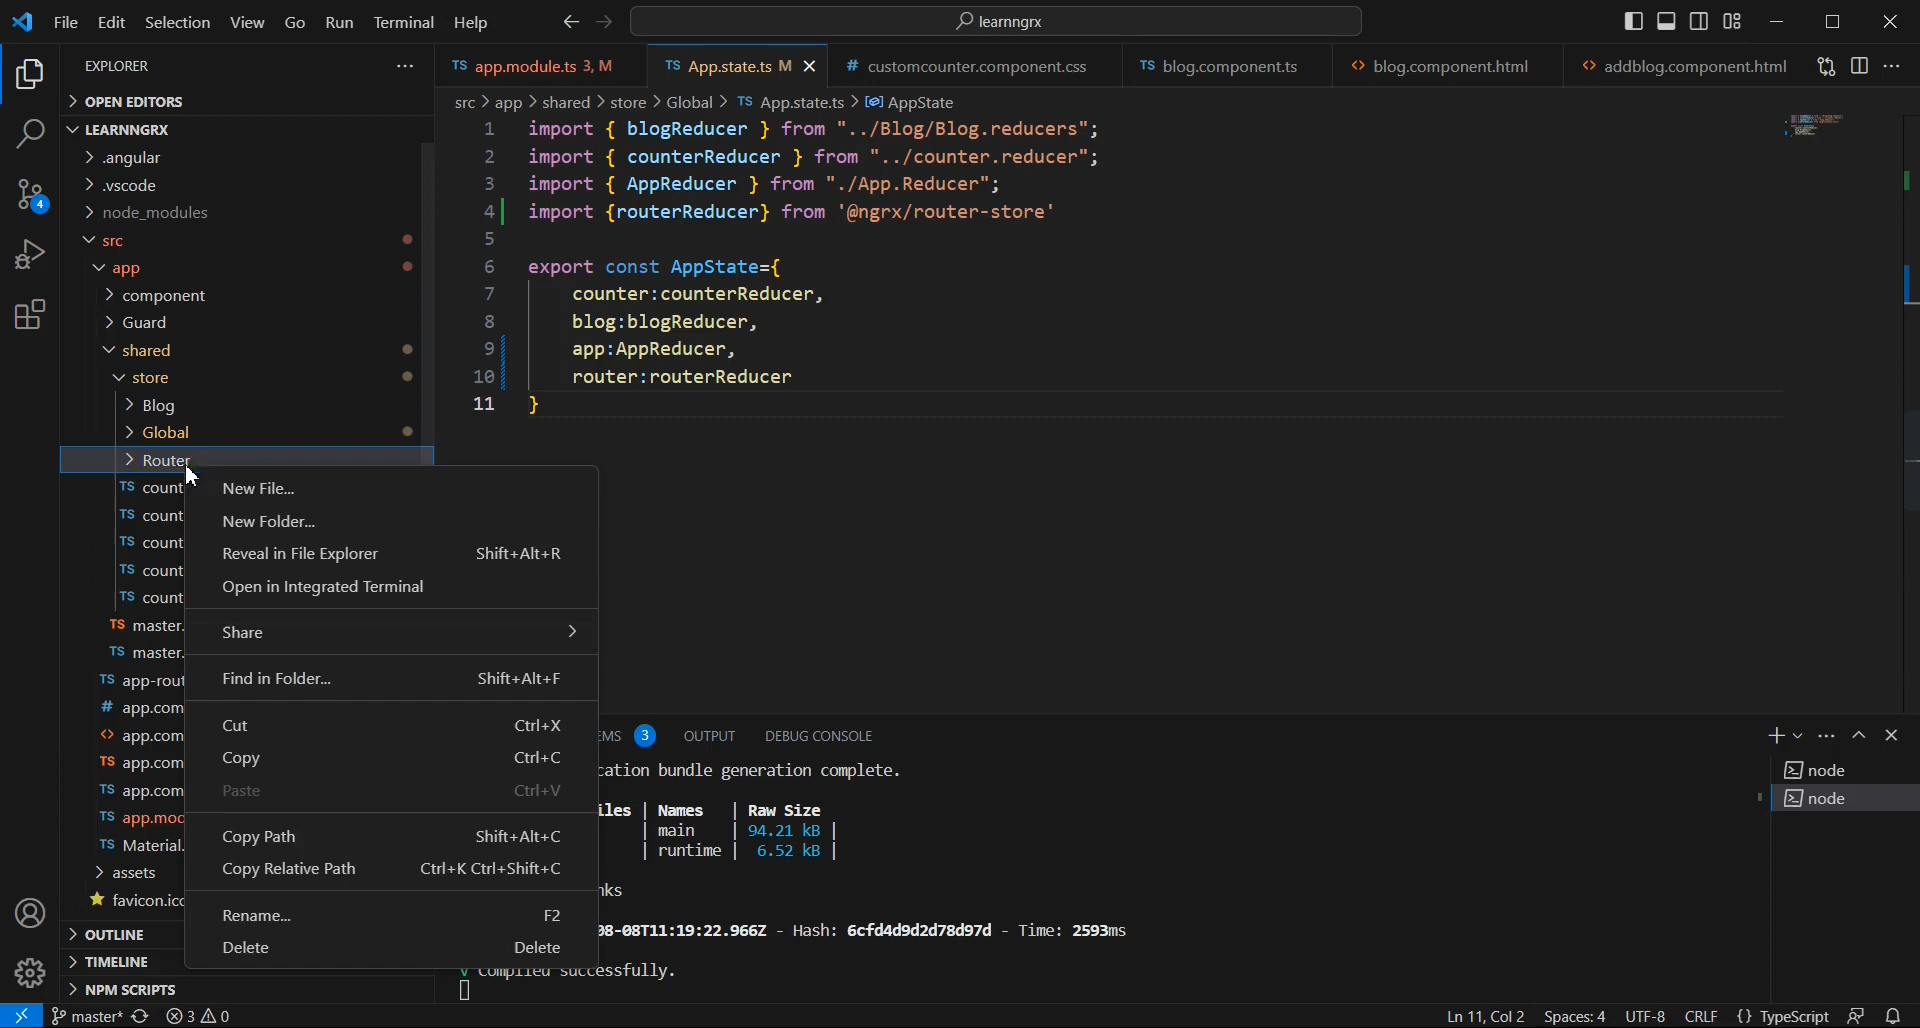 File Edit Selection View Go Run Terminal Help
learnngrx
EXPLORER
OPEN EDITORS
LEARNNGRX
.angular
.vscode
node_modules
src
app
component
Guard
shared
store
Blog
Global
Router
TS count
TS count
TS count
TS count
TS count
TS master.
TS master.
TS app-rout
# app.com
<> app.com
TS app.com
TS app.com
TS app.mod
TS Material.
assets
favicon.ico
OUTLINE
TIMELINE
NPM SCRIPTS
4
TS app.module.ts 3, M
TS App.state.ts M
# customcounter.component.css
TS blog.component.ts
<> blog.component.html
<> addblog.component.html
src > app > shared > store > Global > TS App.state.ts > AppState
1 import { blogReducer } from "../Blog/Blog.reducers";
2 import { counterReducer } from "../counter.reducer";
3 import { AppReducer } from "./App.Reducer";
4 import {routerReducer} from '@ngrx/router-store'
5
6 export const AppState={
7 counter:counterReducer,
8 blog:blogReducer,
9 app:AppReducer,
10 router:routerReducer
11 }
New File...
New Folder...
Reveal in File Explorer Shift+Alt+R
Open in Integrated Terminal
Share
Find in Folder... Shift+Alt+F
Cut Ctrl+X
Copy Ctrl+C
Paste Ctrl+V
Copy Path Shift+Alt+C
Copy Relative Path Ctrl+K Ctrl+Shift+C
Rename... F2
Delete Delete
EMS 3 OUTPUT DEBUG CONSOLE
cation bundle generation complete.
iles | Names | Raw Size
| main | 94.21 kB |
| runtime | 6.52 kB |
nks
08-08T11:19:22.966Z - Hash: 6cfd4d9d2d78d97d - Time: 2593ms
√ Compiled successfully.
node
node
master* 3 0
Ln 11, Col 2 Spaces: 4 UTF-8 CRLF {} TypeScript